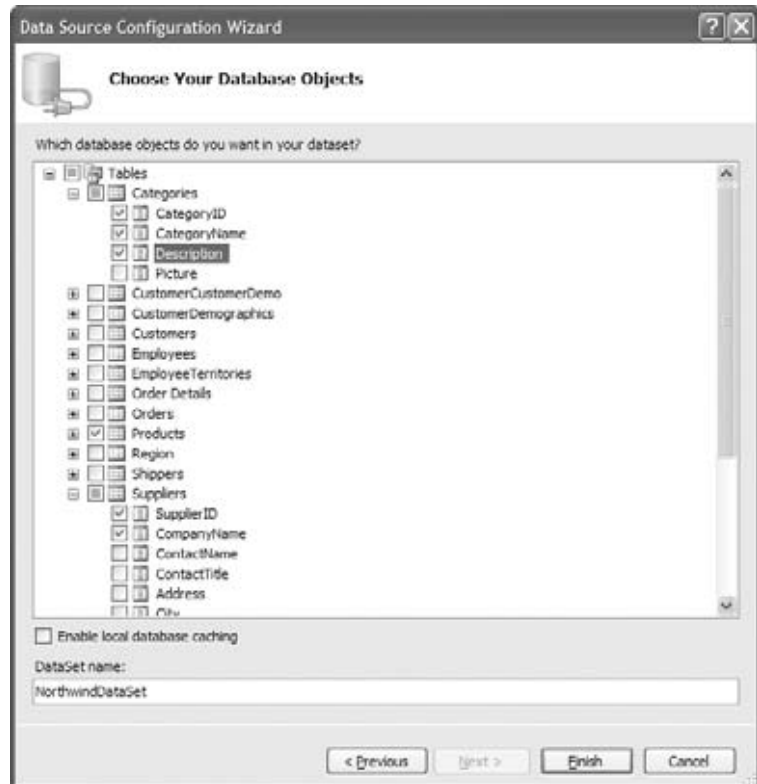 Data Source Configuration Wizard
Choose Your Database Objects
Which database objects do you want in your dataset?
Tables
Categories
CategoryID
CategoryName
Description
Picture
CustomerCustomerDemo
CustomerDemographics
Customers
Employees
EmployeeTerritories
Order Details
Orders
Products
Region
Shippers
Suppliers
SupplierID
CompanyName
ContactName
ContactTitle
Address
City
Enable local database caching
DataSet name:
NorthwindDataSet
< Previous Next > Finish Cancel